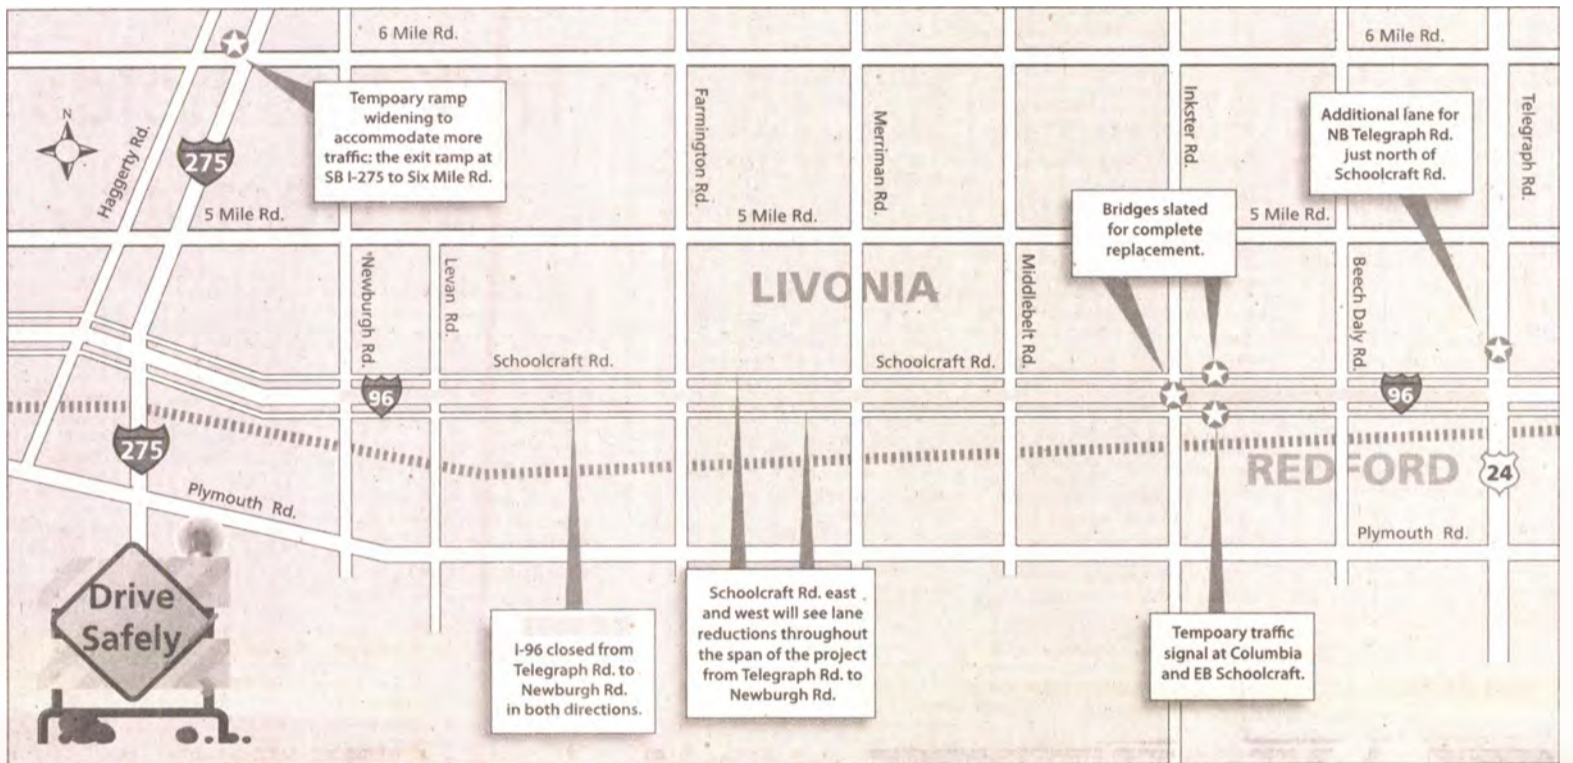 6 Mile Rd.
6 Mile Rd.
N
Haggerty Rd.
275
Tempoary ramp
widening to
accommodate more
traffic: the exit ramp at
SB I-275 to Six Mile Rd.
Farmington Rd.
Merriman Rd.
Inkster Rd.
Additional lane for
NB Telegraph Rd.
just north of
Schoolcraft Rd.
Telegraph Rd.
5 Mile Rd.
5 Mile Rd.
5 Mile Rd.
Bridges slated
for complete
replacement.
Newburgh Rd.
Levan Rd.
LIVONIA
Middlebelt Rd.
Beech Daly Rd.
Schoolcraft Rd.
Schoolcraft Rd.
96
96
275
REDFORD
24
Plymouth Rd.
Plymouth Rd.
Drive
Safely
I-96 closed from
Telegraph Rd. to
Newburgh Rd.
in both directions.
Schoolcraft Rd. east
and west will see lane
reductions throughout
the span of the project
from Telegraph Rd. to
Newburgh Rd.
Tempoary traffic
signal at Columbia
and EB Schoolcraft.